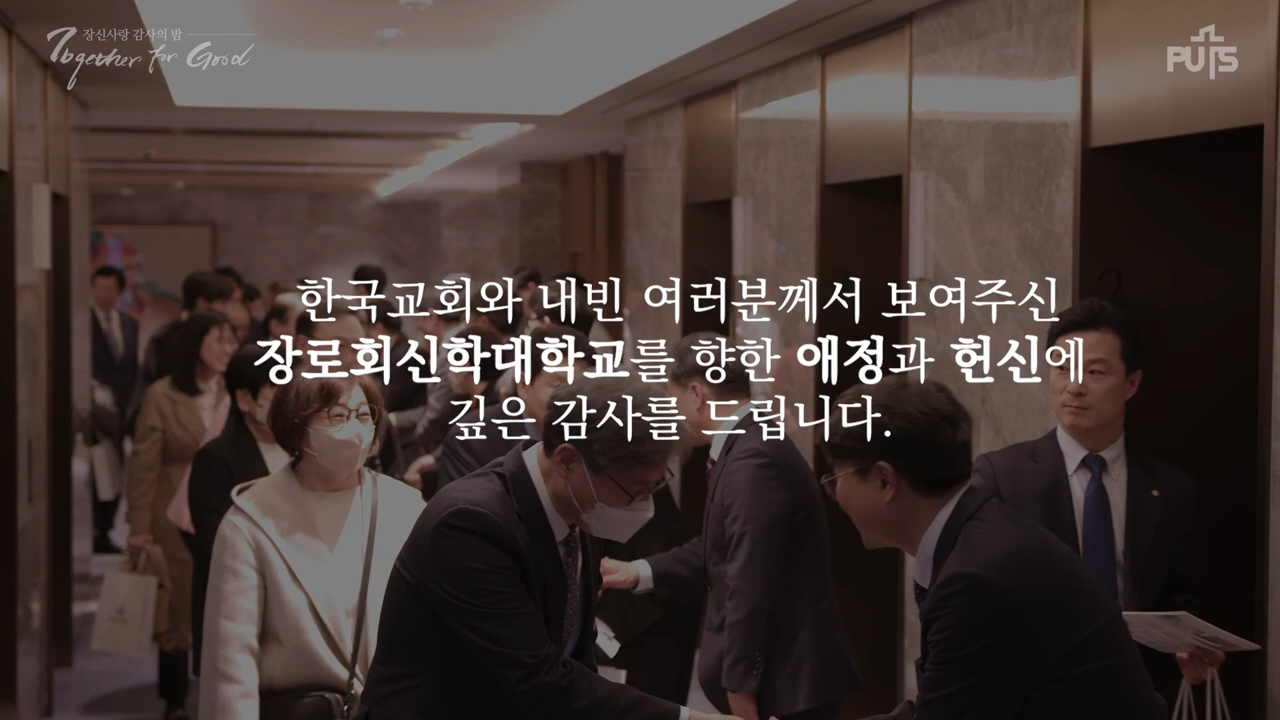 장신사랑 감사의 밤
Together for Good
PUTS
한국교회와 내빈 여러분께서 보여주신
장로회신학대학교를 향한 애정과 헌신에
깊은 감사를 드립니다.